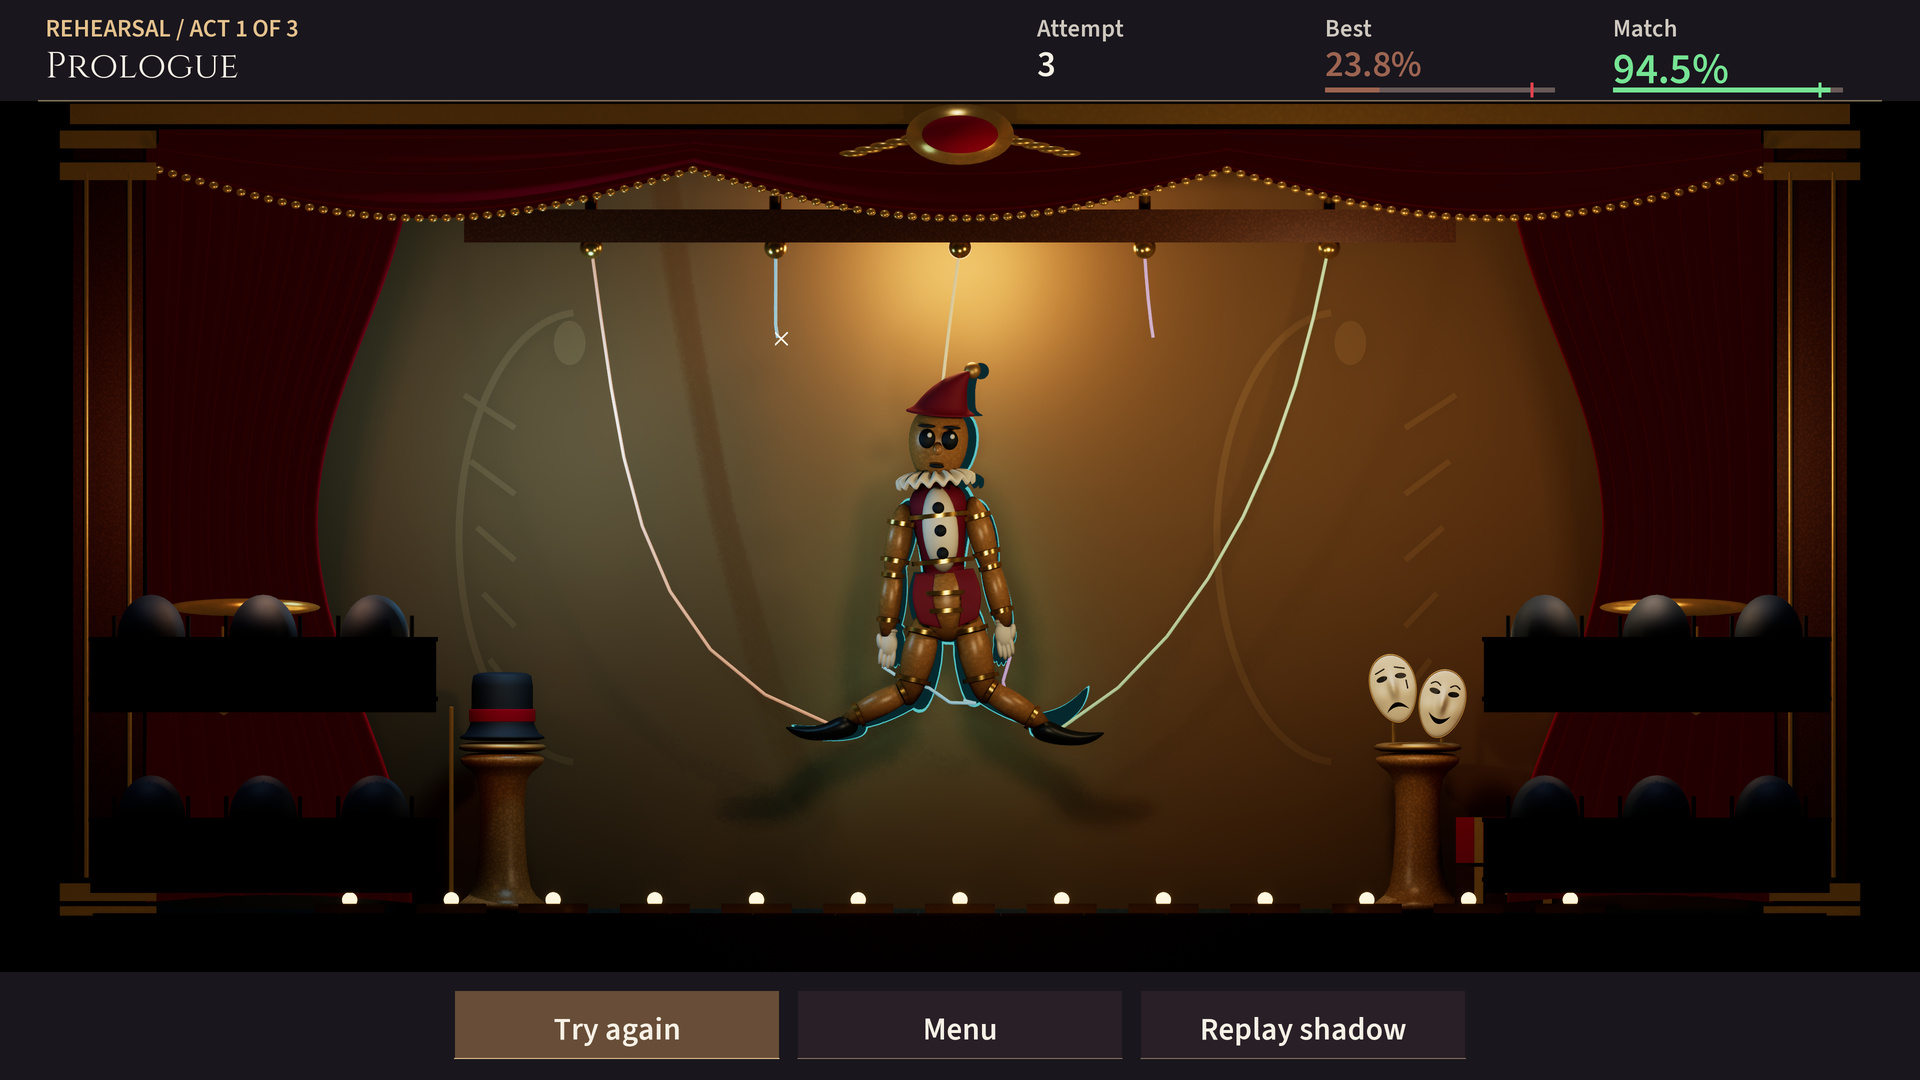 REHEARSAL / ACT 1 OF 3
PROLOGUE
Attempt
3
Best
23.8%
Match
94.5%
Try again
Menu
Replay shadow